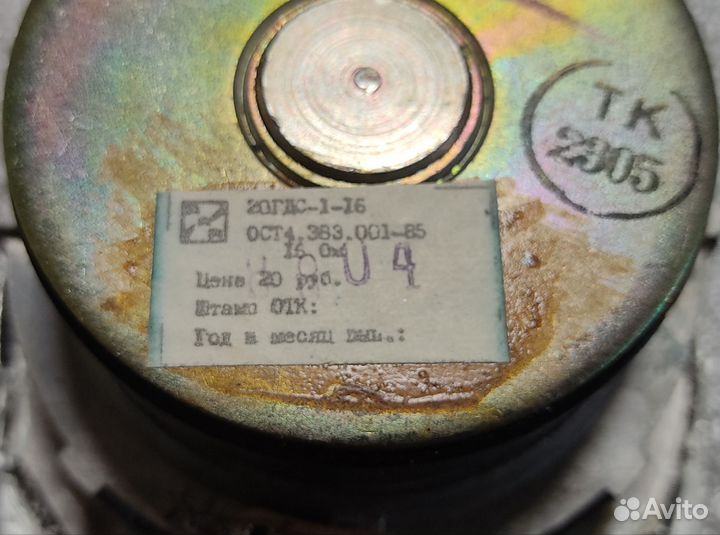 ТК
2305
20ГДС-1-16
ОСТ4.383.001-85
16 Ом
Цена 20 руб.
Штамп ОТК:
Год и месяц вып.:
04
Avito